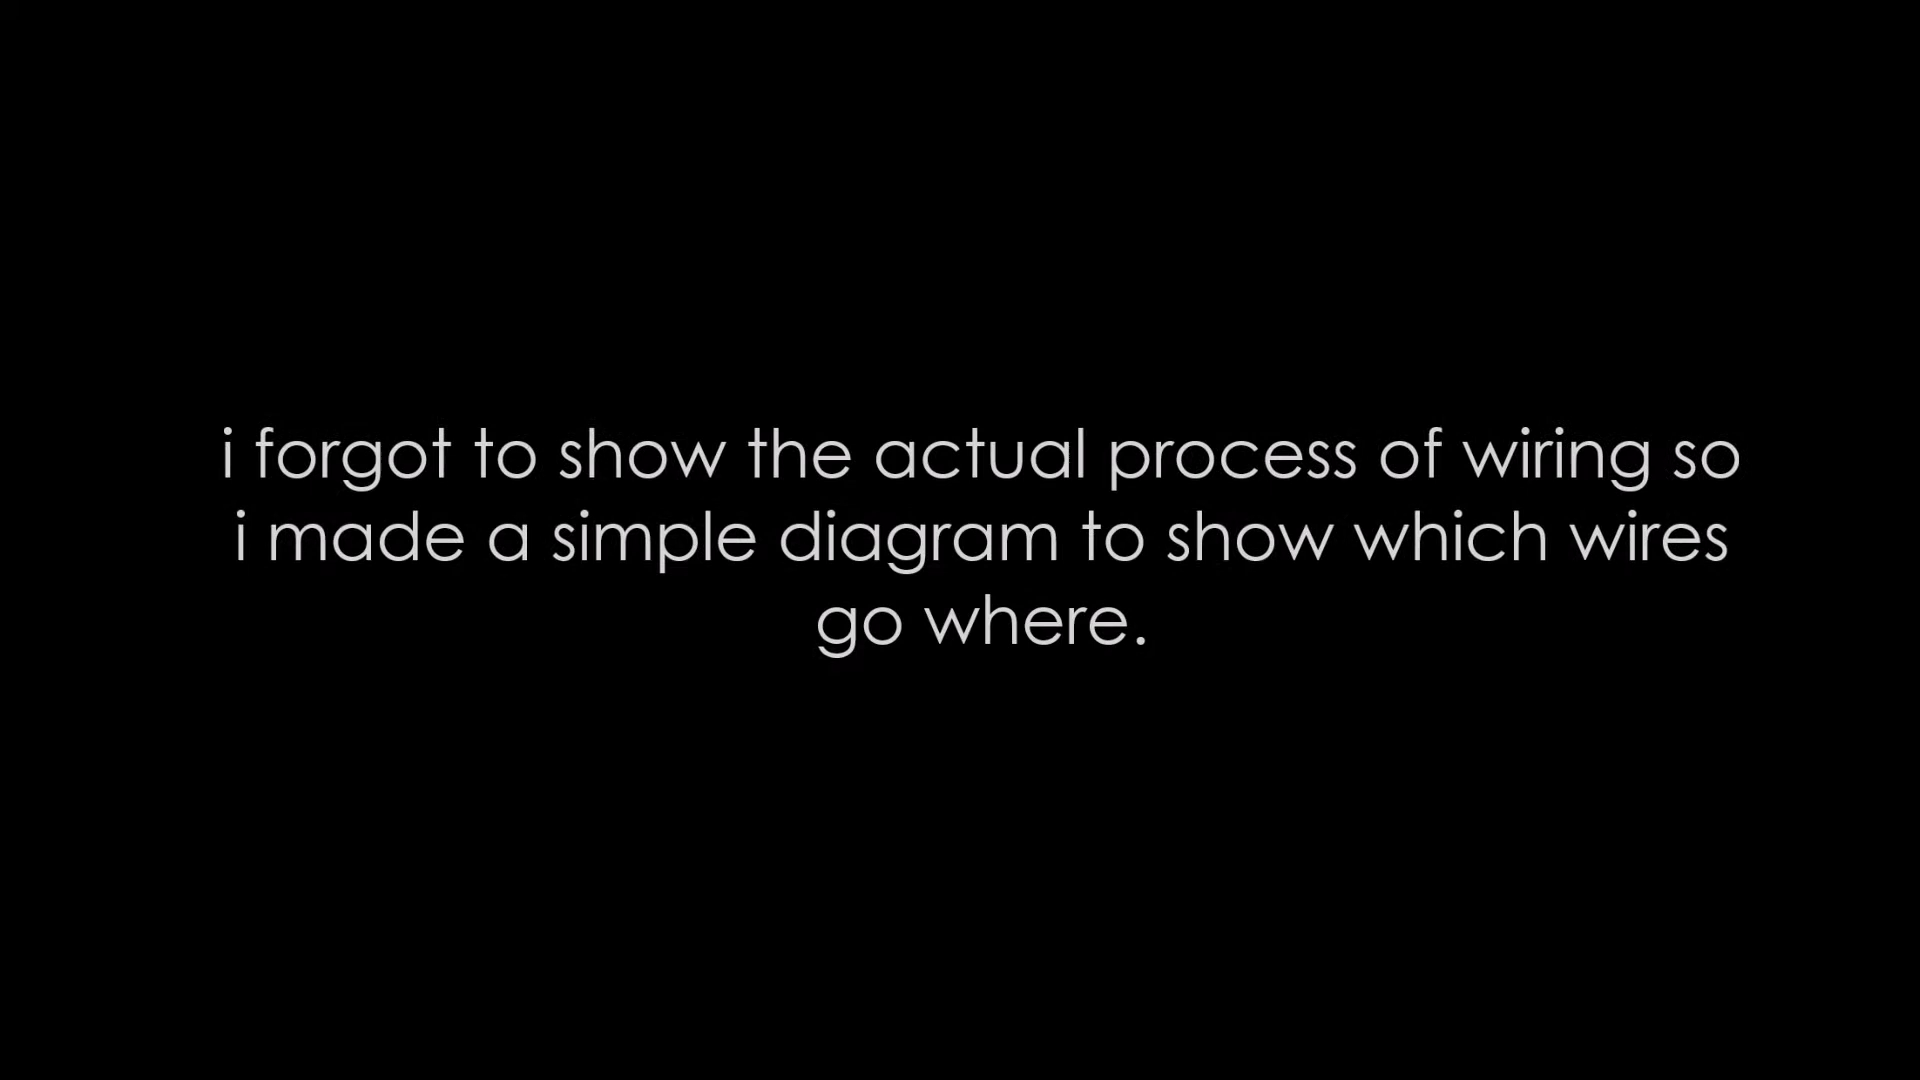 i forgot to show the actual process of wiring so
i made a simple diagram to show which wires
go where.